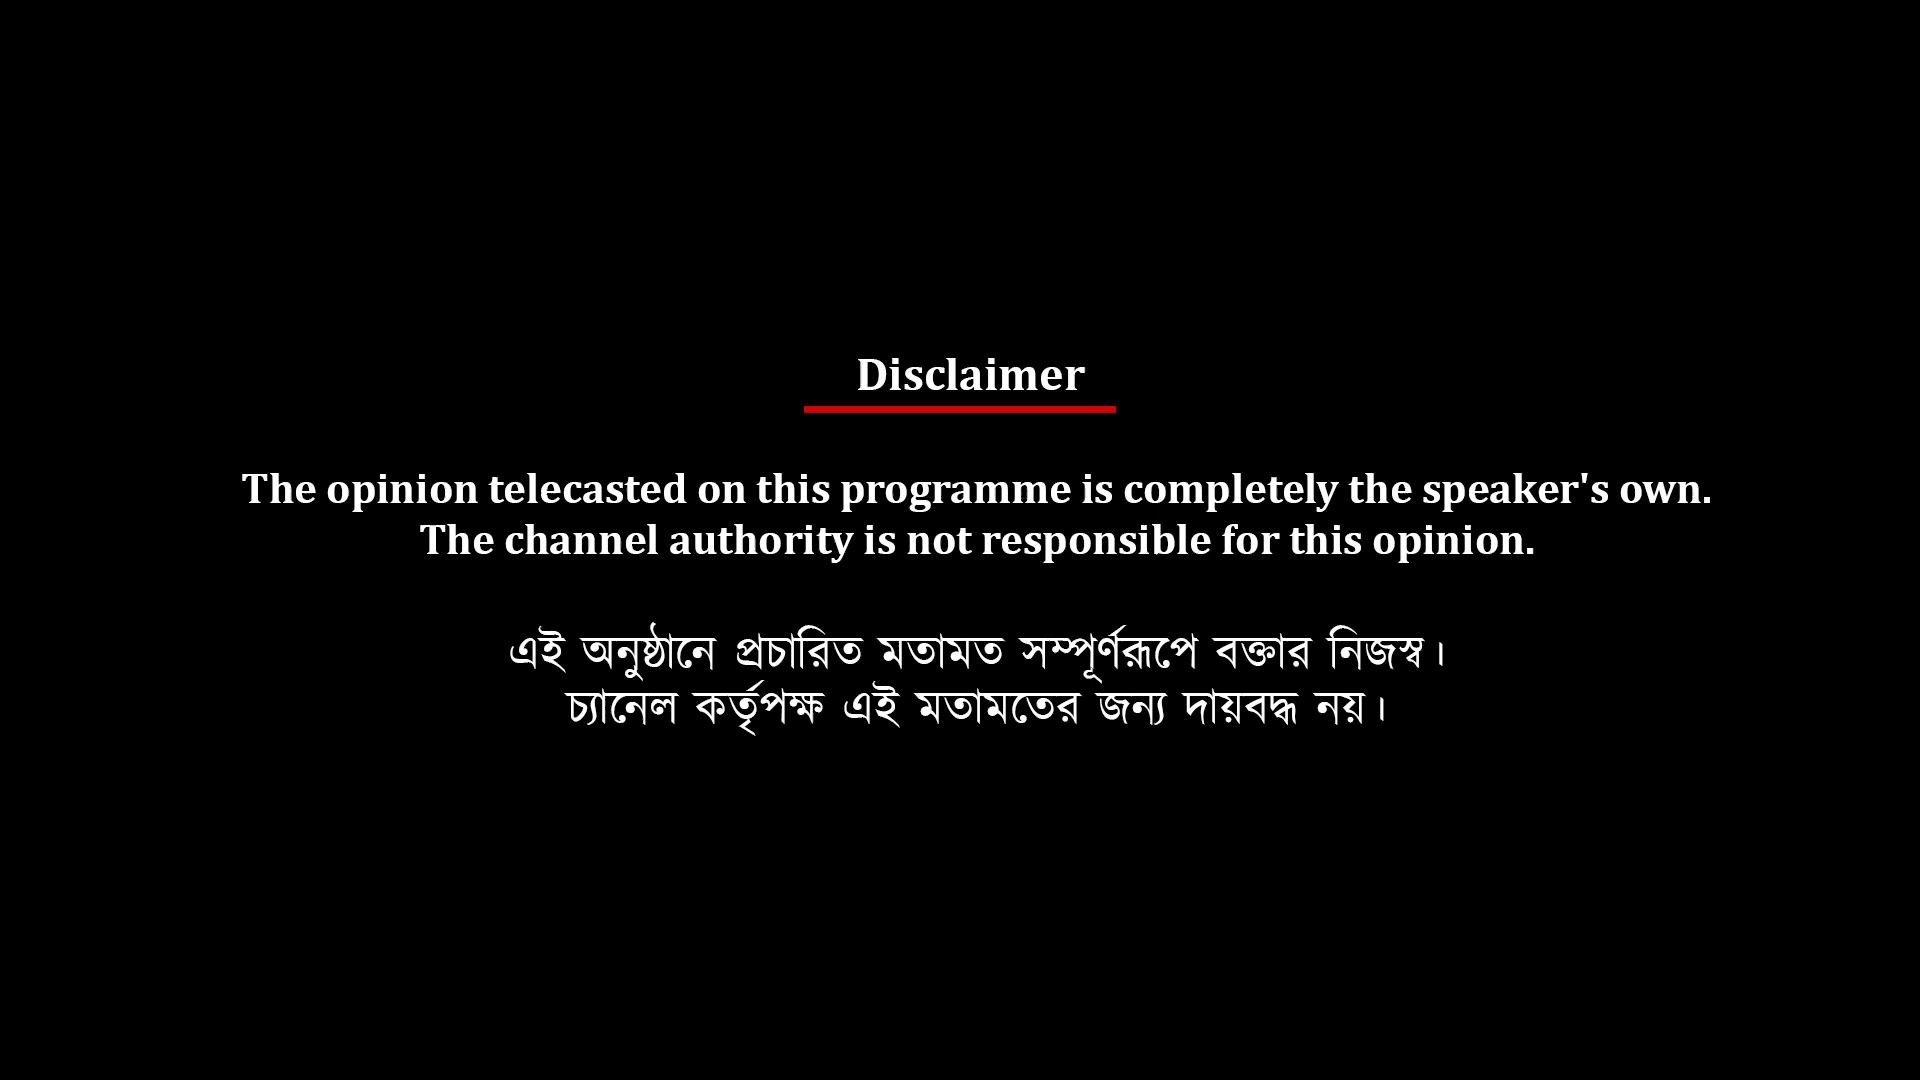 Disclaimer
The opinion telecasted on this programme is completely the speaker's own.
The channel authority is not responsible for this opinion.
এই অনুষ্ঠানে প্রচারিত মতামত সম্পূর্ণরূপে বক্তার নিজস্ব।
চ্যানেল কর্তৃপক্ষ এই মতামতের জন্য দায়বদ্ধ নয়।